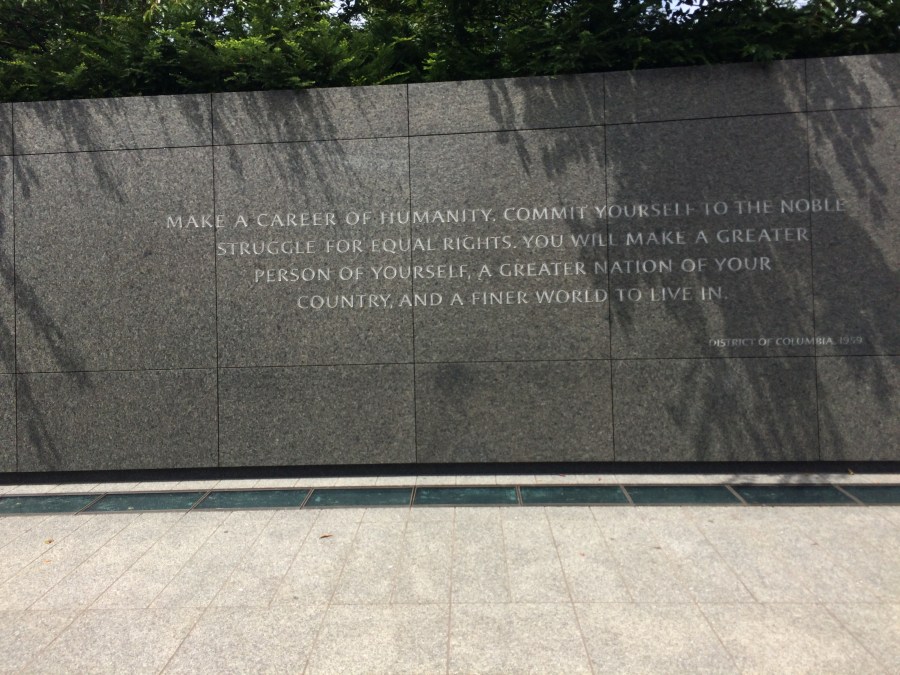 MAKE A CAREER OF HUMANITY, COMMIT YOURSELF TO THE NOBLE
STRUGGLE FOR EQUAL RIGHTS. YOU WILL MAKE A GREATER
PERSON OF YOURSELF, A GREATER NATION OF YOUR
COUNTRY, AND A FINER WORLD TO LIVE IN.
DISTRICT OF COLUMBIA, 1959